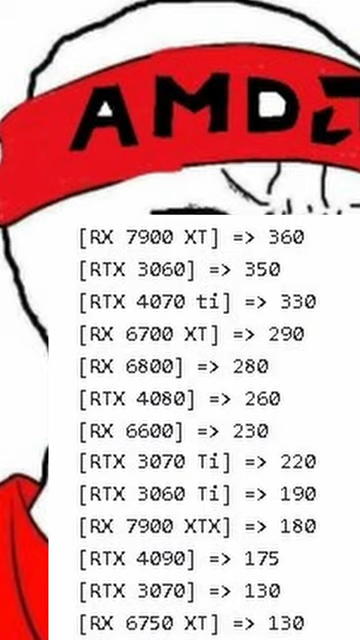 AMD
[RX 7900 XT] => 360
[RTX 3060] => 350
[RTX 4070 ti] => 330
[RX 6700 XT] => 290
[RX 6800] => 280
[RTX 4080] => 260
[RX 6600] => 230
[RTX 3070 Ti] => 220
[RTX 3060 Ti] => 190
[RX 7900 XTX] => 180
[RTX 4090] => 175
[RTX 3070] => 130
[RX 6750 XT] => 130